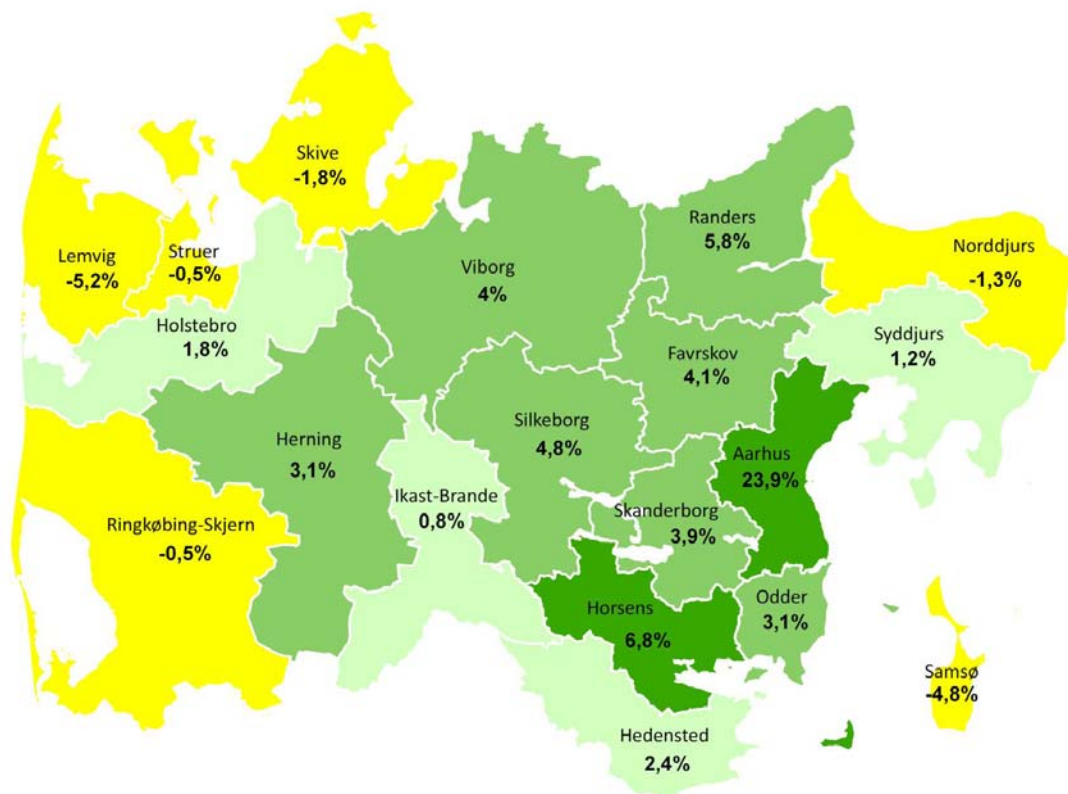 Skive
-1,8%
Randers
5,8%
Lemvig
-5,2%
Struer
-0,5%
Norddjurs
-1,3%
Viborg
4%
Holstebro
1,8%
Syddjurs
1,2%
Favrskov
4,1%
Silkeborg
4,8%
Herning
3,1%
Aarhus
23,9%
Ikast-Brande
0,8%
Skanderborg
3,9%
Ringkøbing-Skjern
-0,5%
Horsens
6,8%
Odder
3,1%
Samsø
-4,8%
Hedensted
2,4%